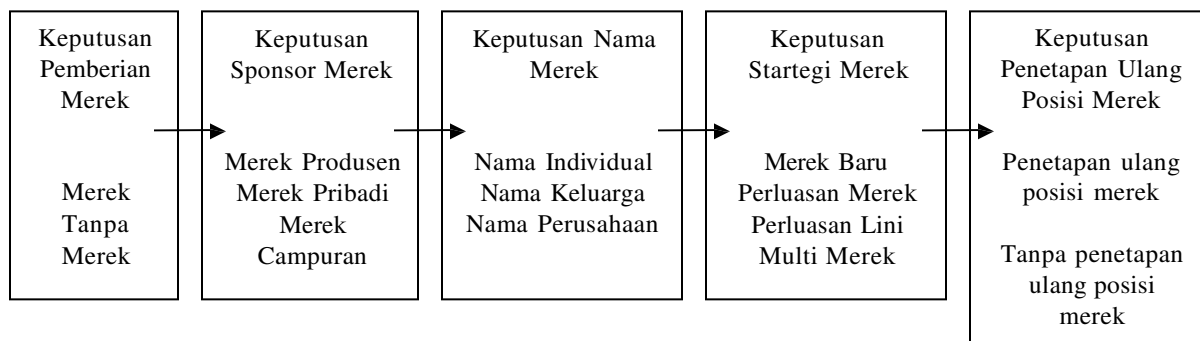 Keputusan
Pemberian
Merek
Merek
Tanpa
Merek
Keputusan
Sponsor Merek
Merek Produsen
Merek Pribadi
Merek
Campuran
Keputusan Nama
Merek
Nama Individual
Nama Keluarga
Nama Perusahaan
Keputusan
Startegi Merek
Merek Baru
Perluasan Merek
Perluasan Lini
Multi Merek
Keputusan
Penetapan Ulang
Posisi Merek
Penetapan ulang
posisi merek
Tanpa penetapan
ulang posisi
merek